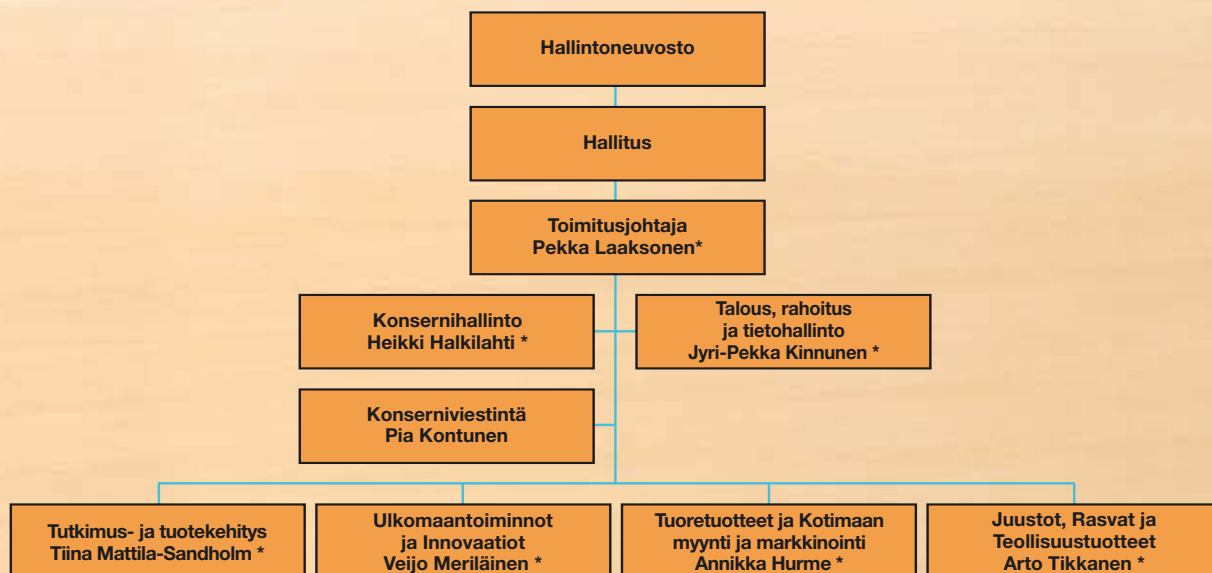 Hallintoneuvosto
Hallitus
Toimitusjohtaja
Pekka Laaksonen*
Konsernihallinto
Heikki Halkilahti *
Talous, rahoitus
ja tietohallinto
Jyri-Pekka Kinnunen *
Konserniviestintä
Pia Kontunen
Tutkimus- ja tuotekehitys
Tiina Mattila-Sandholm *
Ulkomaantoiminnot
ja Innovaatiot
Veijo Meriläinen *
Tuoretuotteet ja Kotimaan
myynti ja markkinointi
Annikka Hurme *
Juustot, Rasvat ja
Teollisuustuotteet
Arto Tikkanen *